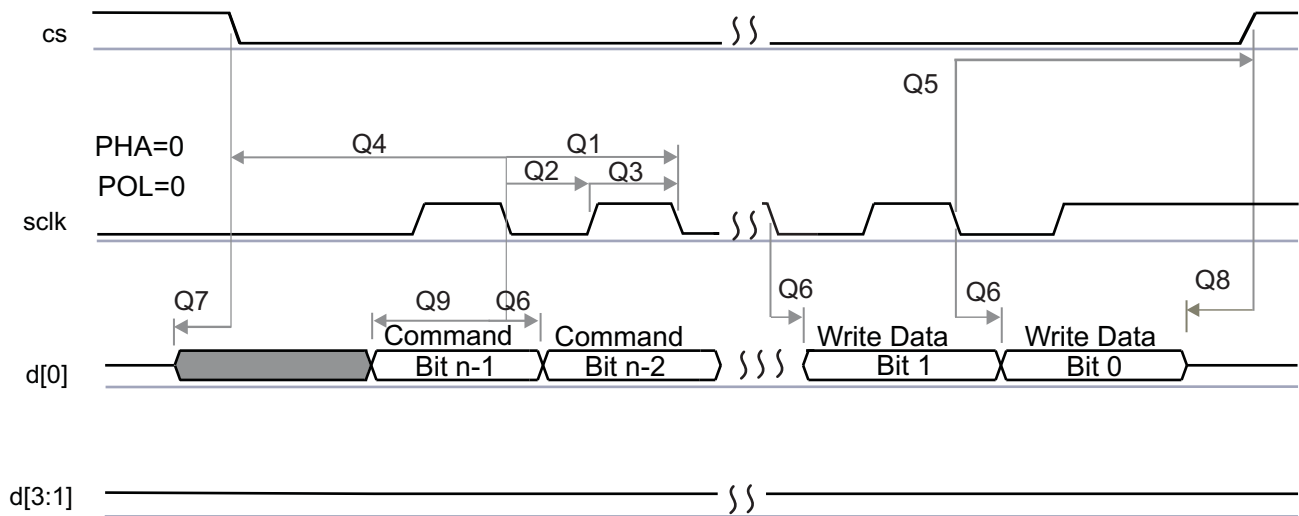 cs
Q5
PHA=0
Q4
Q1
POL=0
Q2
Q3
sclk
Q7
Q9
Q6
Q6
Q6
Q8
Command
Command
Write Data
Write Data
d[0]
Bit n-1
Bit n-2
Bit 1
Bit 0
d[3:1]